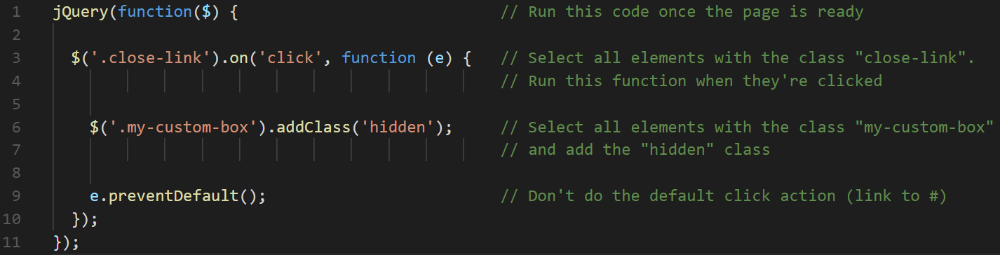 1 jQuery(function($) { // Run this code once the page is ready
2
3 $('.close-link').on('click', function (e) { // Select all elements with the class "close-link".
4 // Run this function when they're clicked
5
6 $('.my-custom-box').addClass('hidden'); // Select all elements with the class "my-custom-box"
7 // and add the "hidden" class
8
9 e.preventDefault(); // Don't do the default click action (link to #)
10 });
11 });